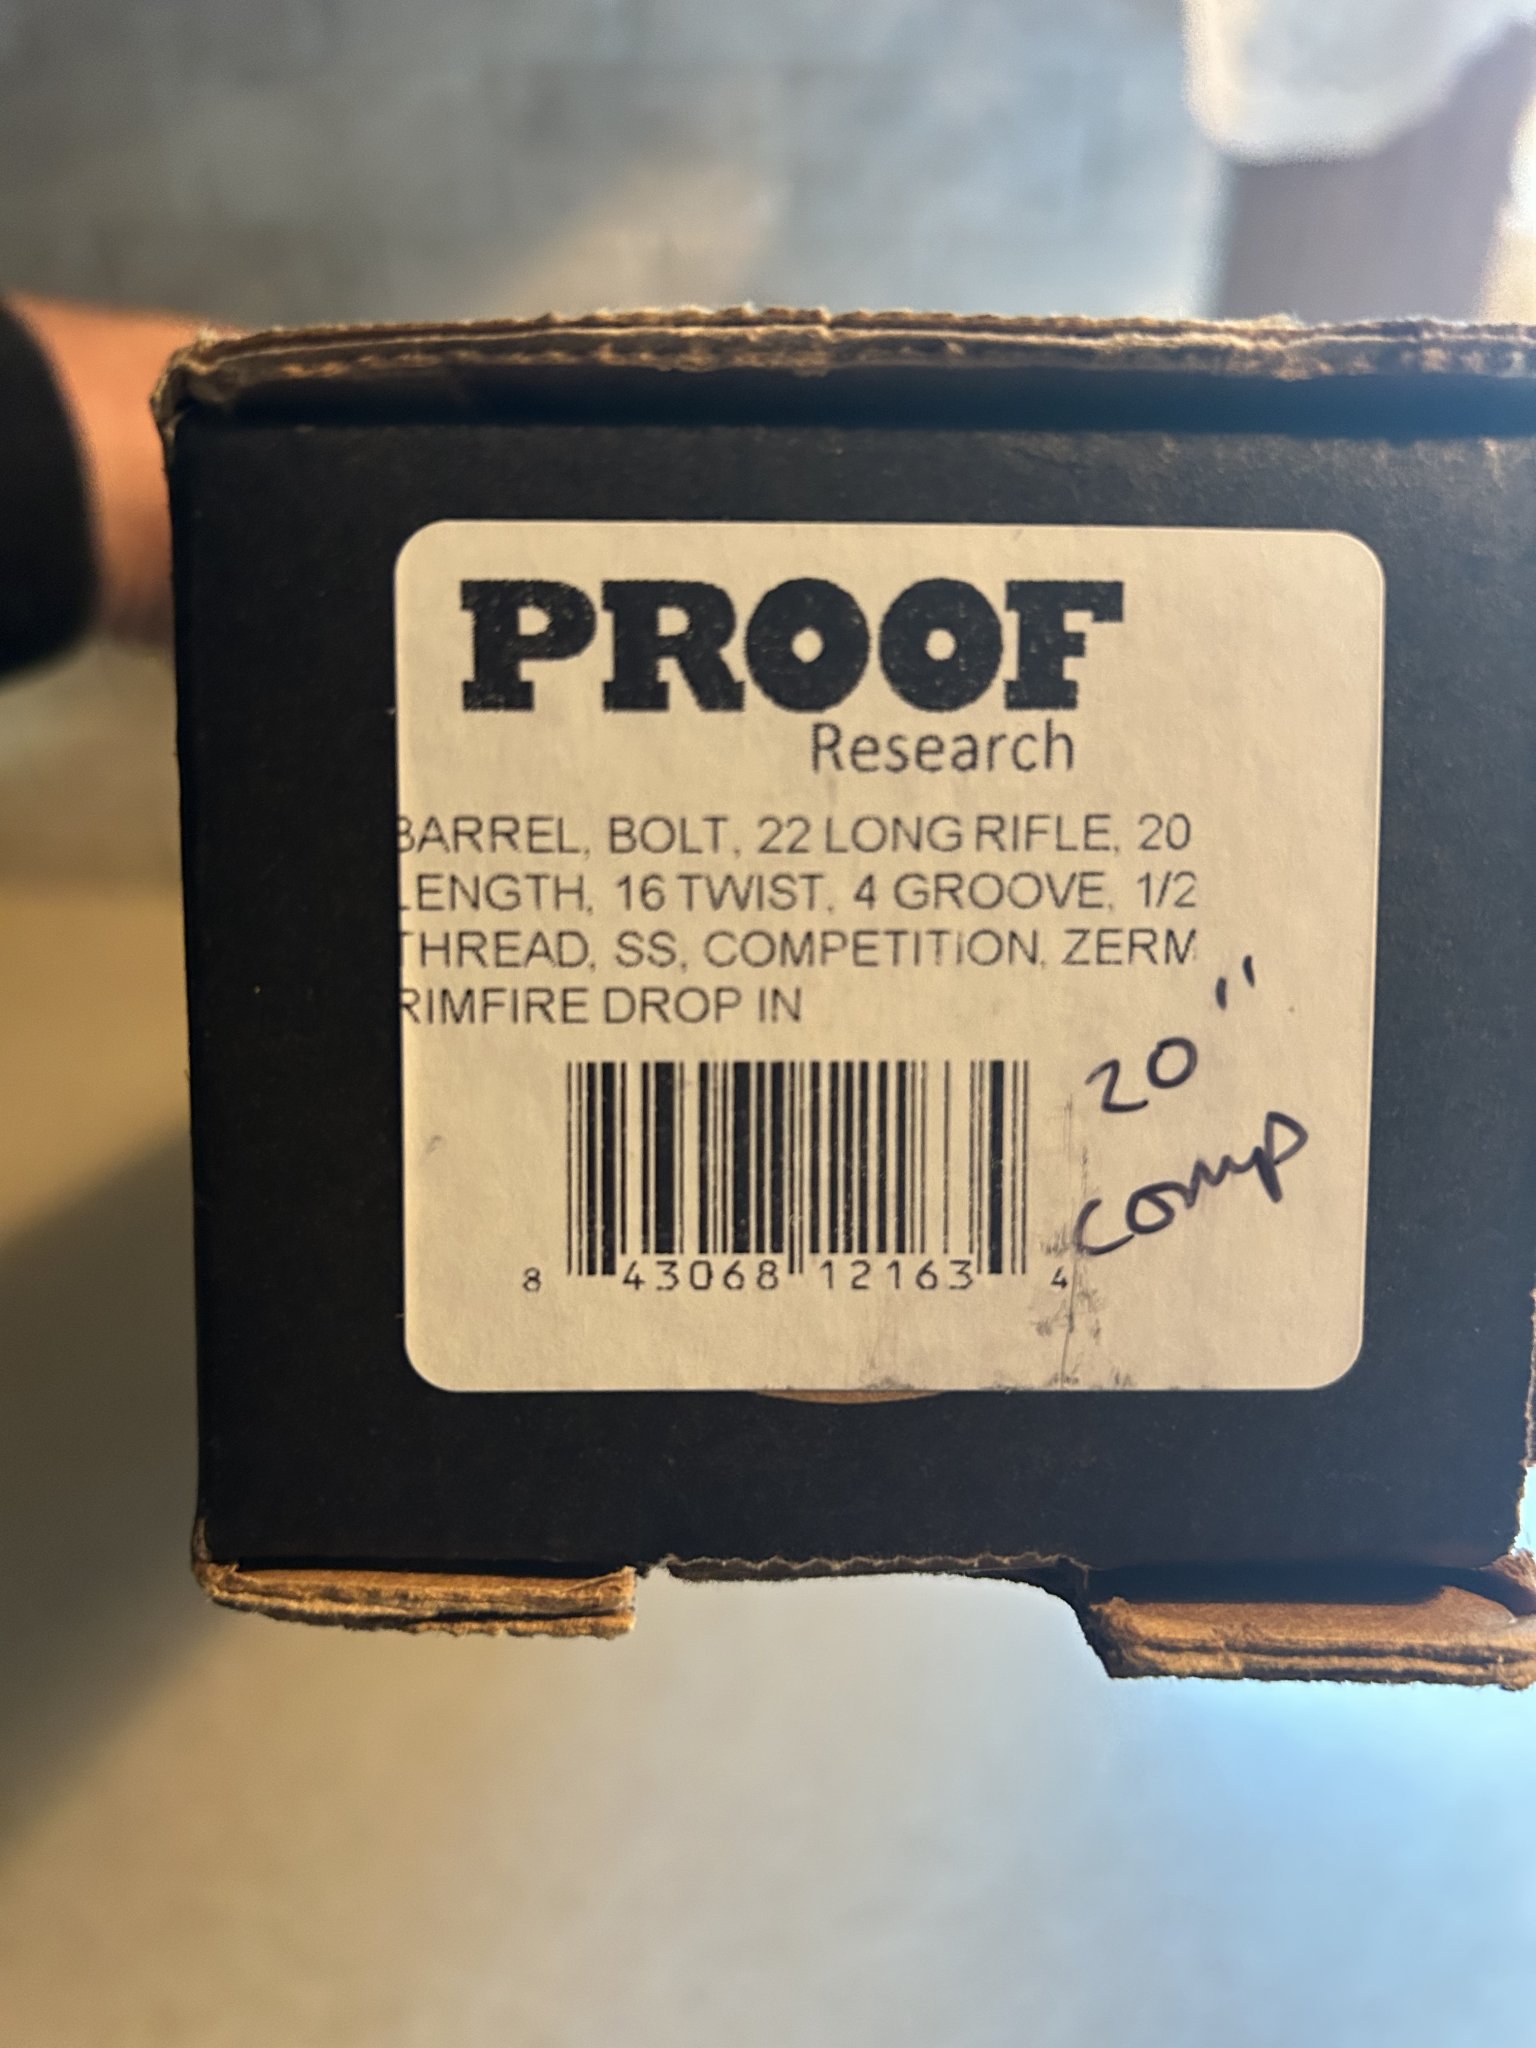 PROOF
Research
BARREL, BOLT, 22 LONG RIFLE, 20
LENGTH, 16 TWIST, 4 GROOVE, 1/2
THREAD, SS, COMPETITION, ZERM
RIMFIRE DROP IN
20"
comp
8 43068 12163 4